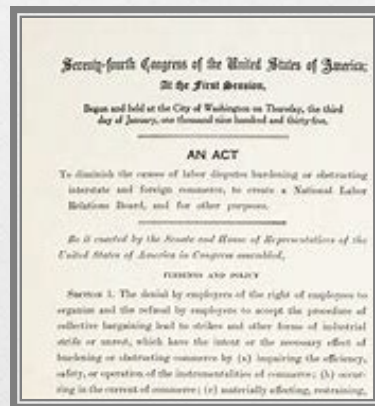 Seventy-fourth Congress of the United States of America;
At the First Session,
Begun and held at the City of Washington on Thursday, the third
day of January, one thousand nine hundred and thirty-five.
AN ACT
To diminish the causes of labor disputes burdening or obstructing
interstate and foreign commerce, to create a National Labor
Relations Board, and for other purposes.
Be it enacted by the Senate and House of Representatives of the
United States of America in Congress assembled,
FINDINGS AND POLICY
SECTION 1. The denial by employers of the right of employees to
organize and the refusal by employers to accept the procedure of
collective bargaining lead to strikes and other forms of industrial
strife or unrest, which have the intent or the necessary effect of
burdening or obstructing commerce by (a) impairing the efficiency,
safety, or operation of the instrumentalities of commerce; (b) occur-
ring in the current of commerce; (c) materially affecting, restraining,